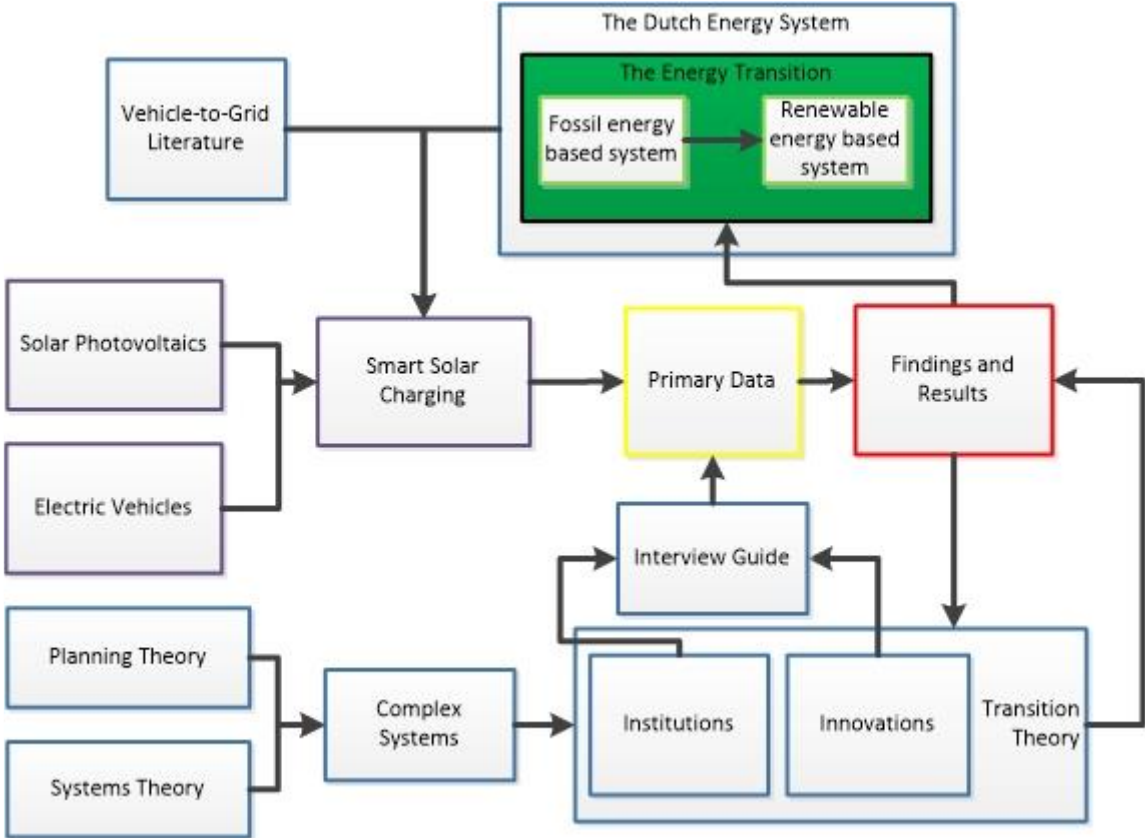 The Dutch Energy System
The Energy Transition
Vehicle-to-Grid
Literature
Fossil energy
based system
Renewable
energy based
system
Solar Photovoltaics
Smart Solar
Charging
Primary Data
Findings and
Results
Electric Vehicles
Interview Guide
Planning Theory
Complex
Systems
Institutions
Innovations
Transition
Theory
Systems Theory